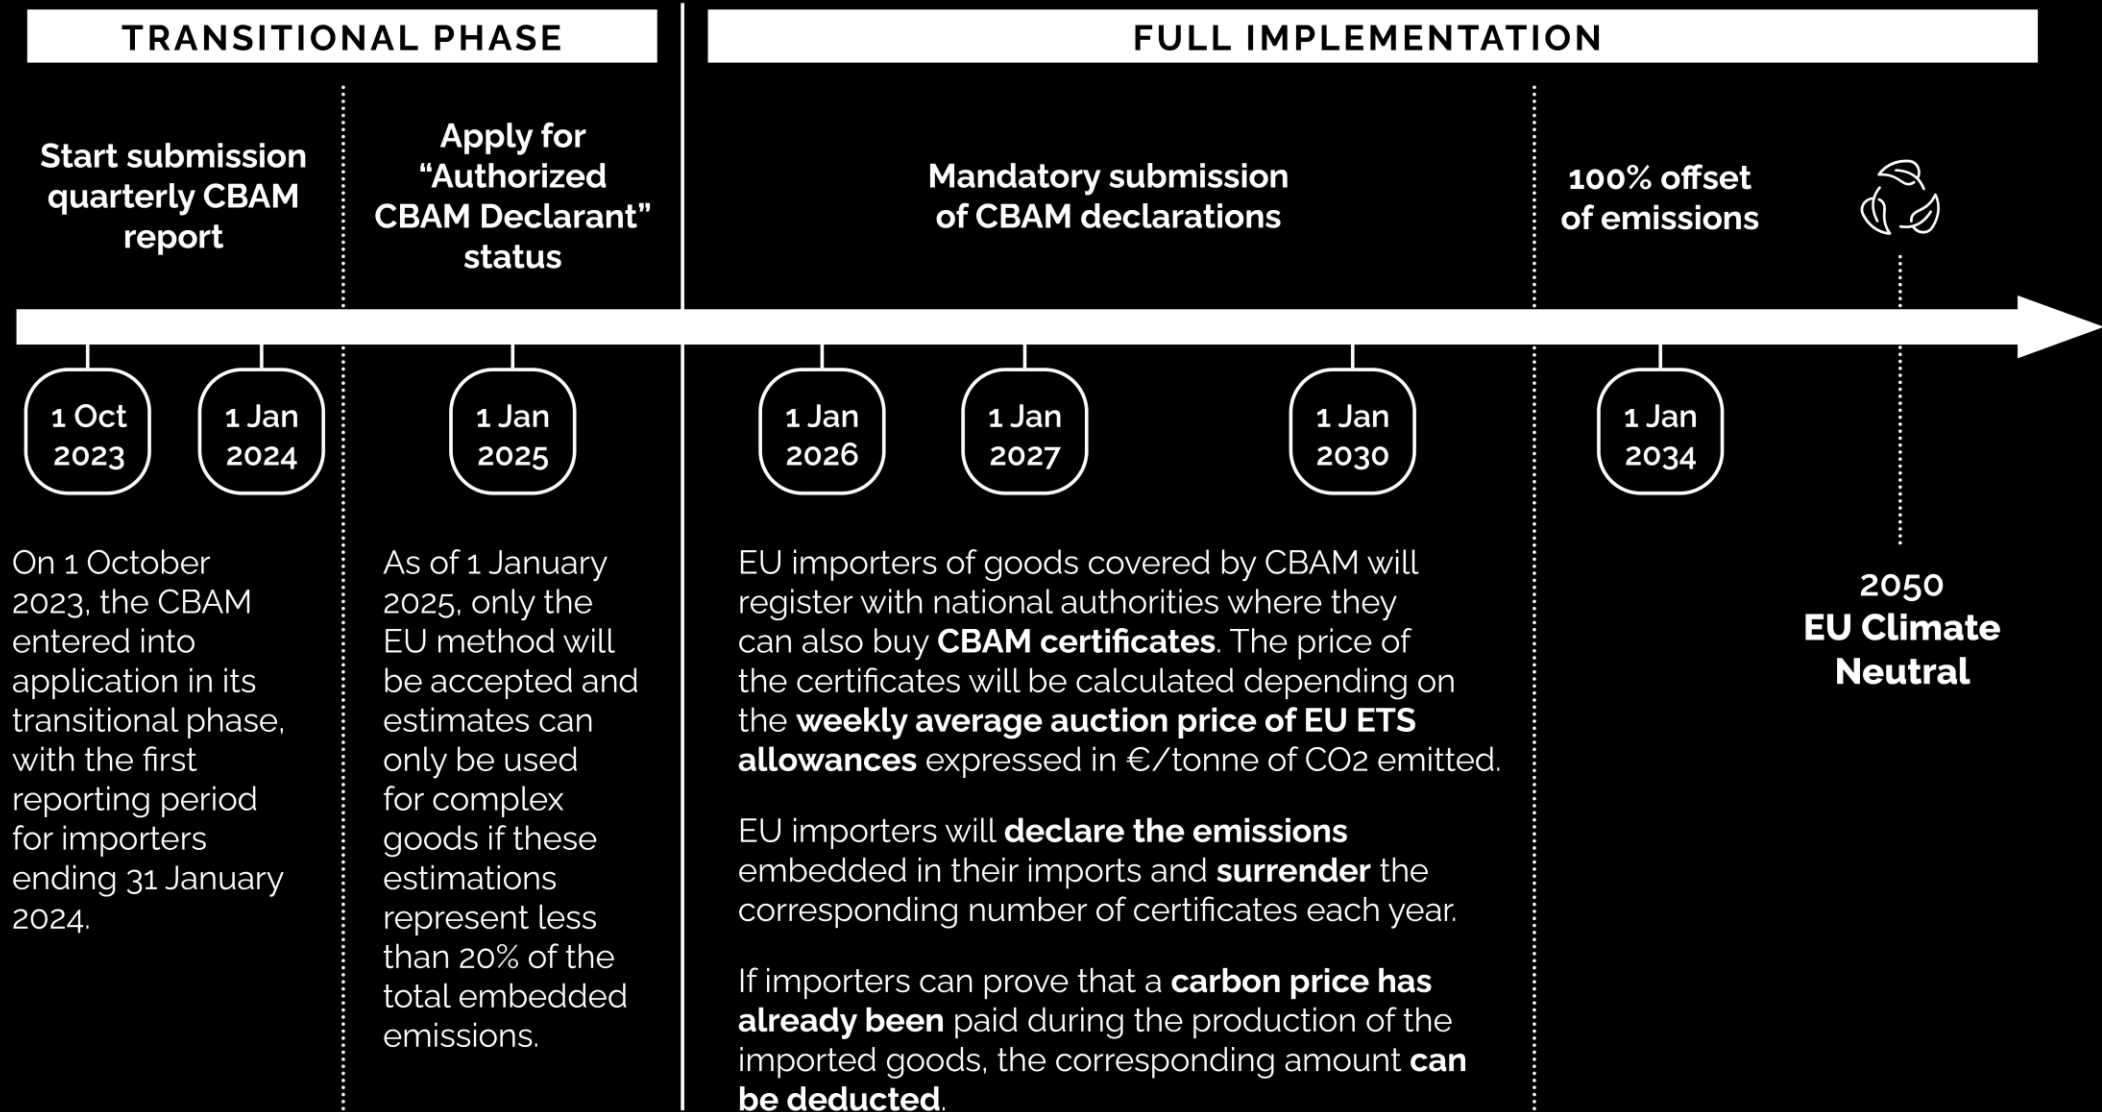 TRANSITIONAL PHASE
FULL IMPLEMENTATION
Start submission
quarterly CBAM
report
Apply for
“Authorized
CBAM Declarant”
status
Mandatory submission
of CBAM declarations
100% offset
of emissions
1 Oct
2023
1 Jan
2024
1 Jan
2025
1 Jan
2026
1 Jan
2027
1 Jan
2030
1 Jan
2034
On 1 October
2023, the CBAM
entered into
application in its
transitional phase,
with the first
reporting period
for importers
ending 31 January
2024.
As of 1 January
2025, only the
EU method will
be accepted and
estimates can
only be used
for complex
goods if these
estimations
represent less
than 20% of the
total embedded
emissions.
EU importers of goods covered by CBAM will
register with national authorities where they
can also buy CBAM certificates. The price of
the certificates will be calculated depending on
the weekly average auction price of EU ETS
allowances expressed in €/tonne of CO2 emitted.
EU importers will declare the emissions
embedded in their imports and surrender the
corresponding number of certificates each year.
If importers can prove that a carbon price has
already been paid during the production of the
imported goods, the corresponding amount can
be deducted.
2050
EU Climate
Neutral